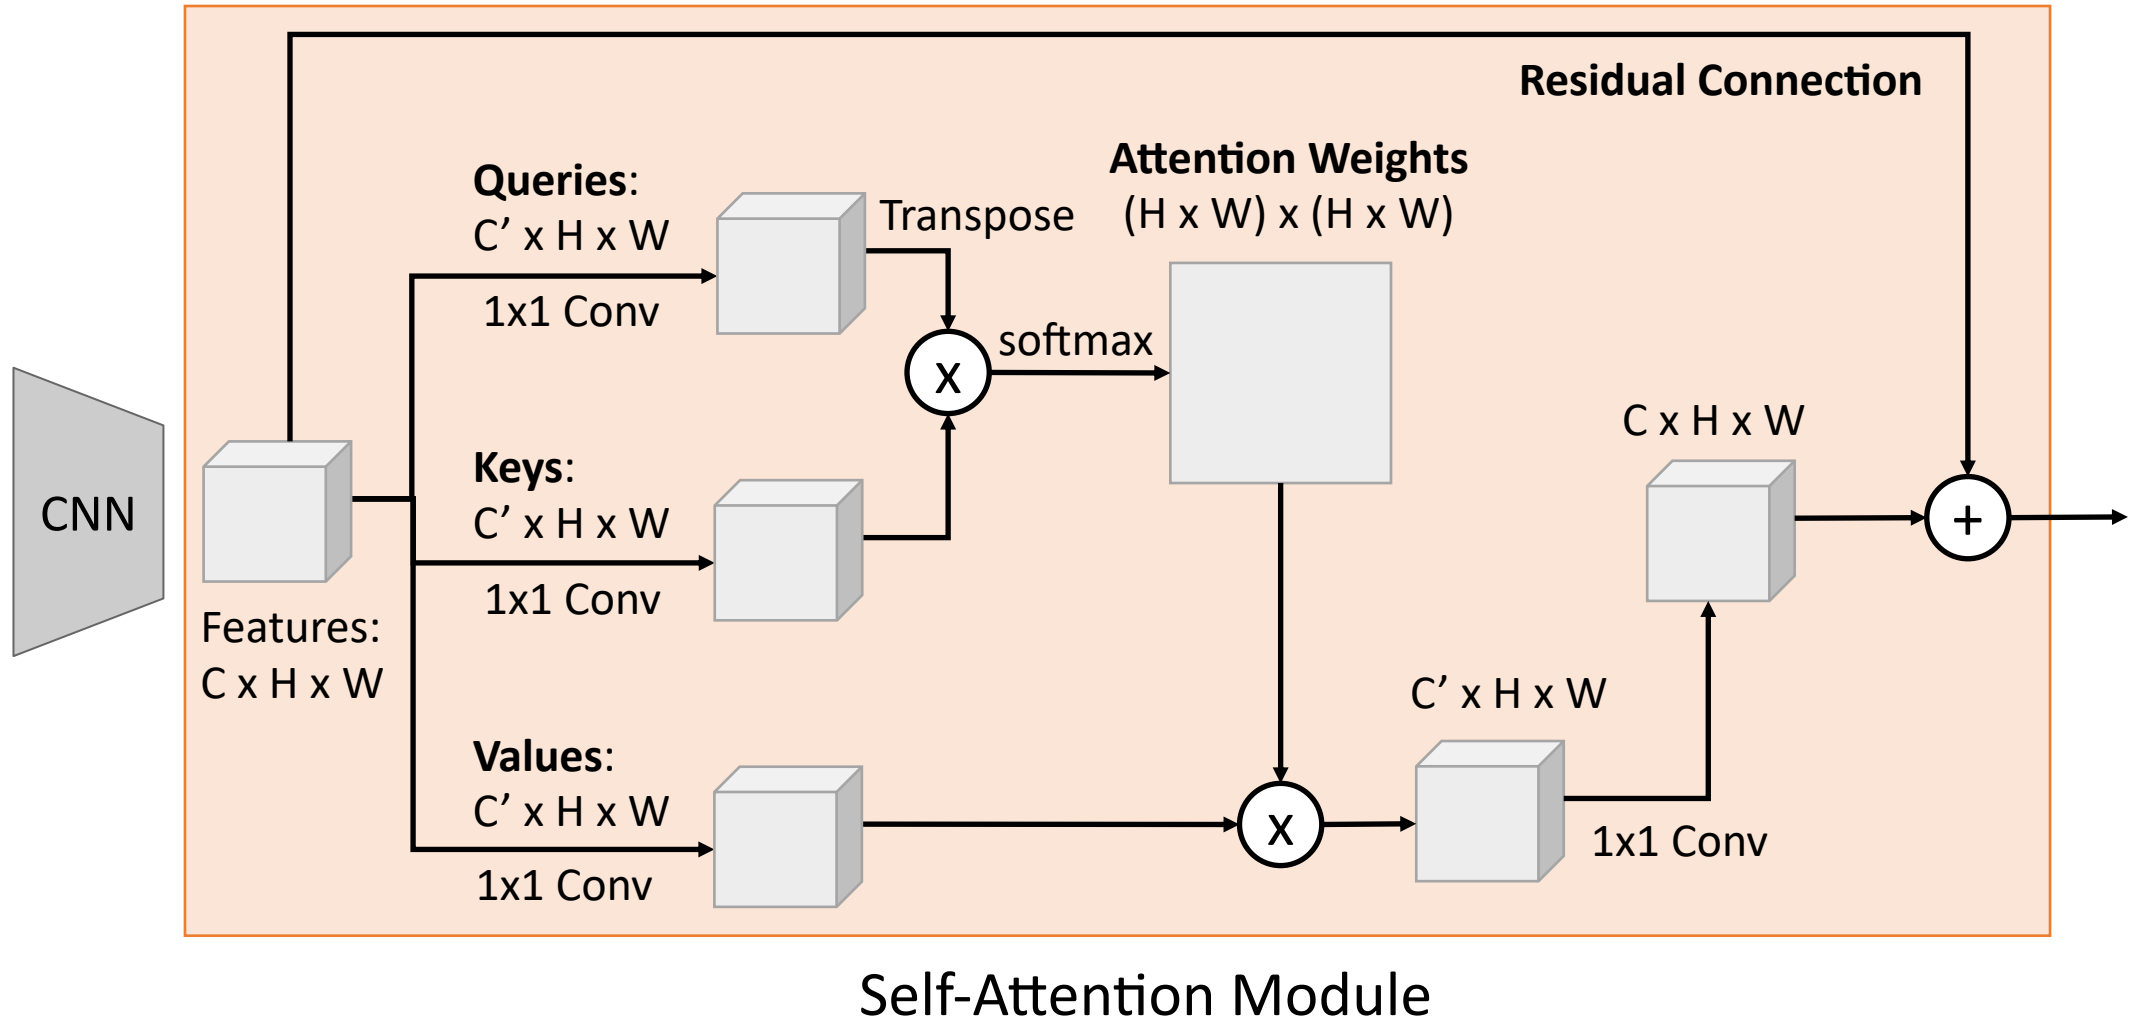 Residual Connection
Attention Weights
(H x W) x (H x W)
Queries:
C’ x H x W
1x1 Conv
Transpose
x
softmax
CNN
Features:
C x H x W
Keys:
C’ x H x W
1x1 Conv
Values:
C’ x H x W
1x1 Conv
x
C’ x H x W
1x1 Conv
C x H x W
+
Self-Attention Module